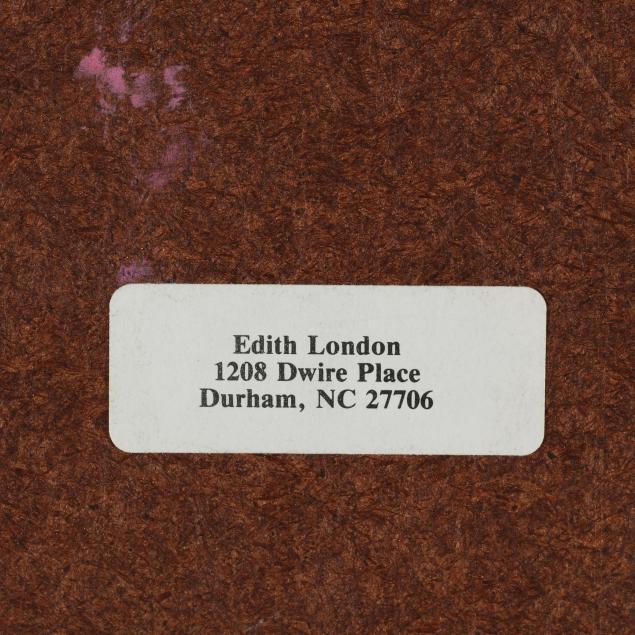 Edith London
1208 Dwire Place
Durham, NC 27706